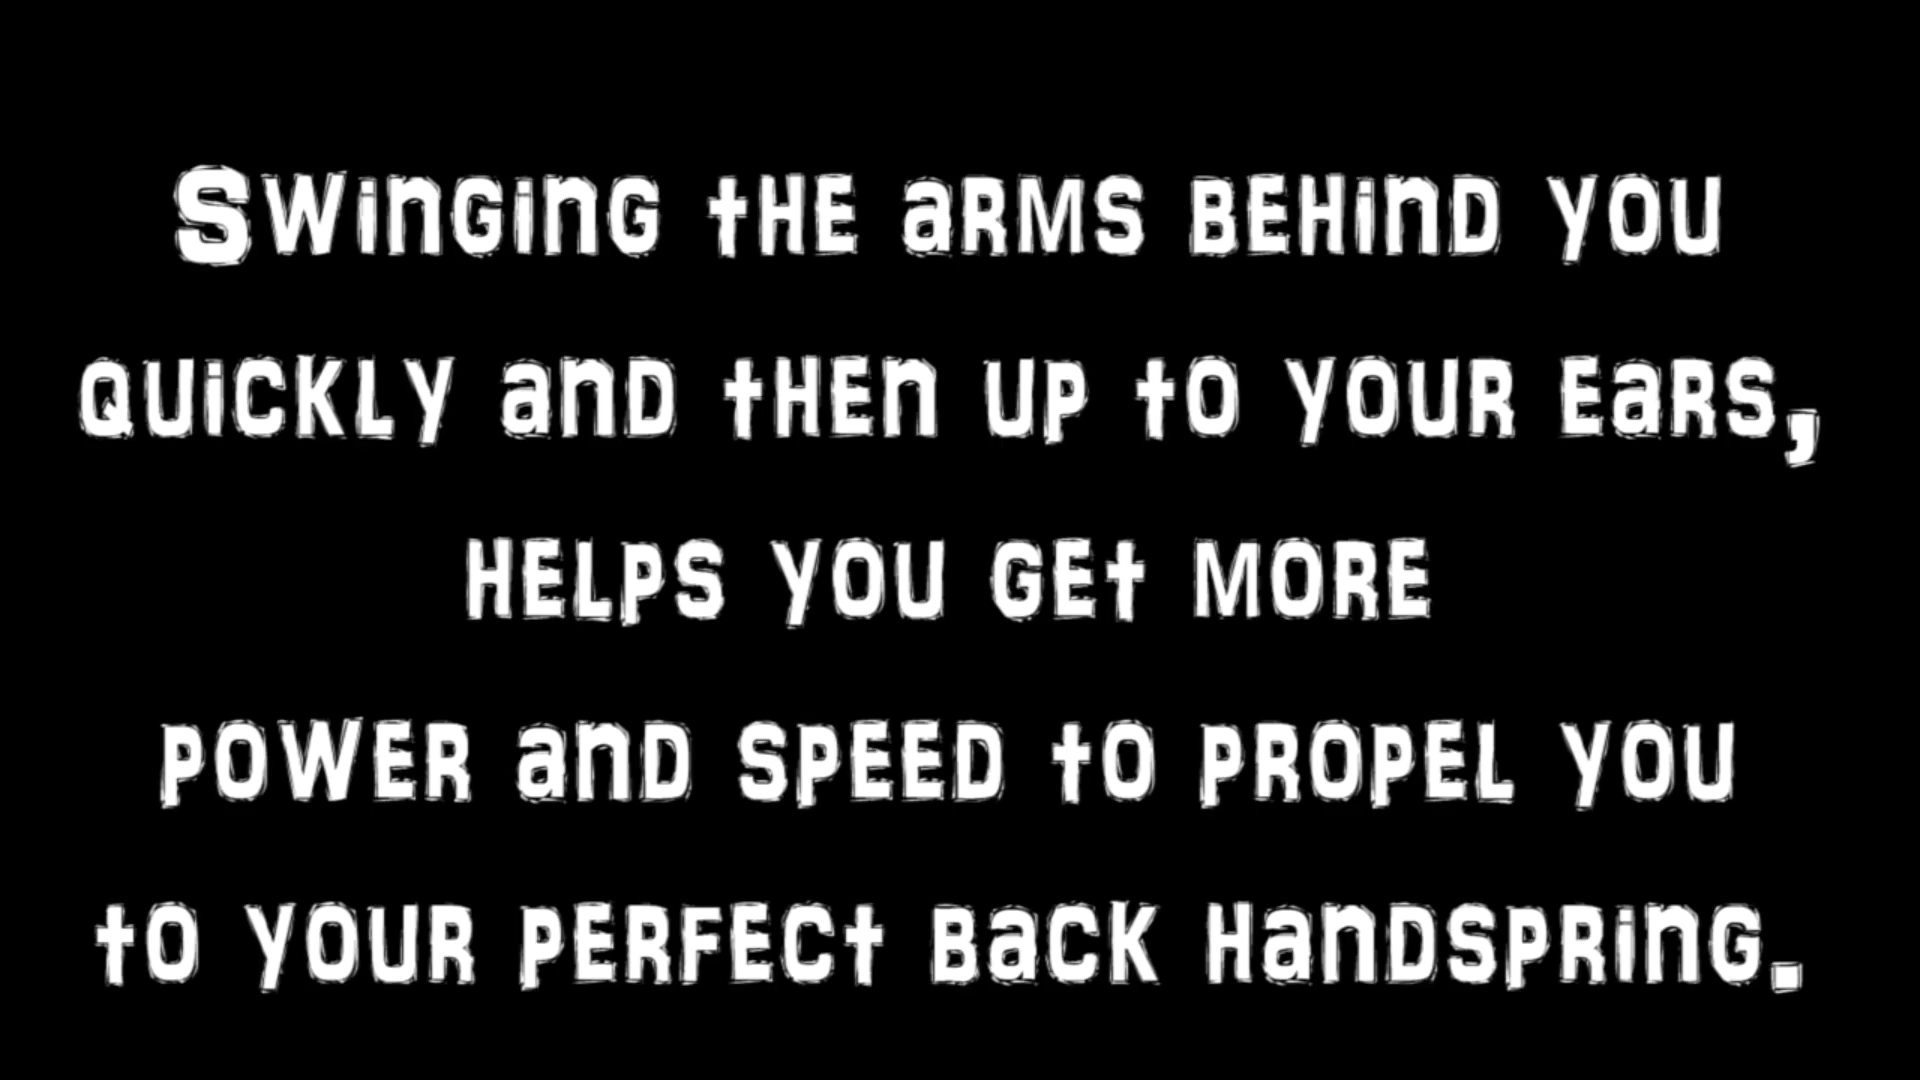 Swinging the arms behind you
quickly and then up to your ears,
helps you get more
power and speed to propel you
to your perfect back handspring.